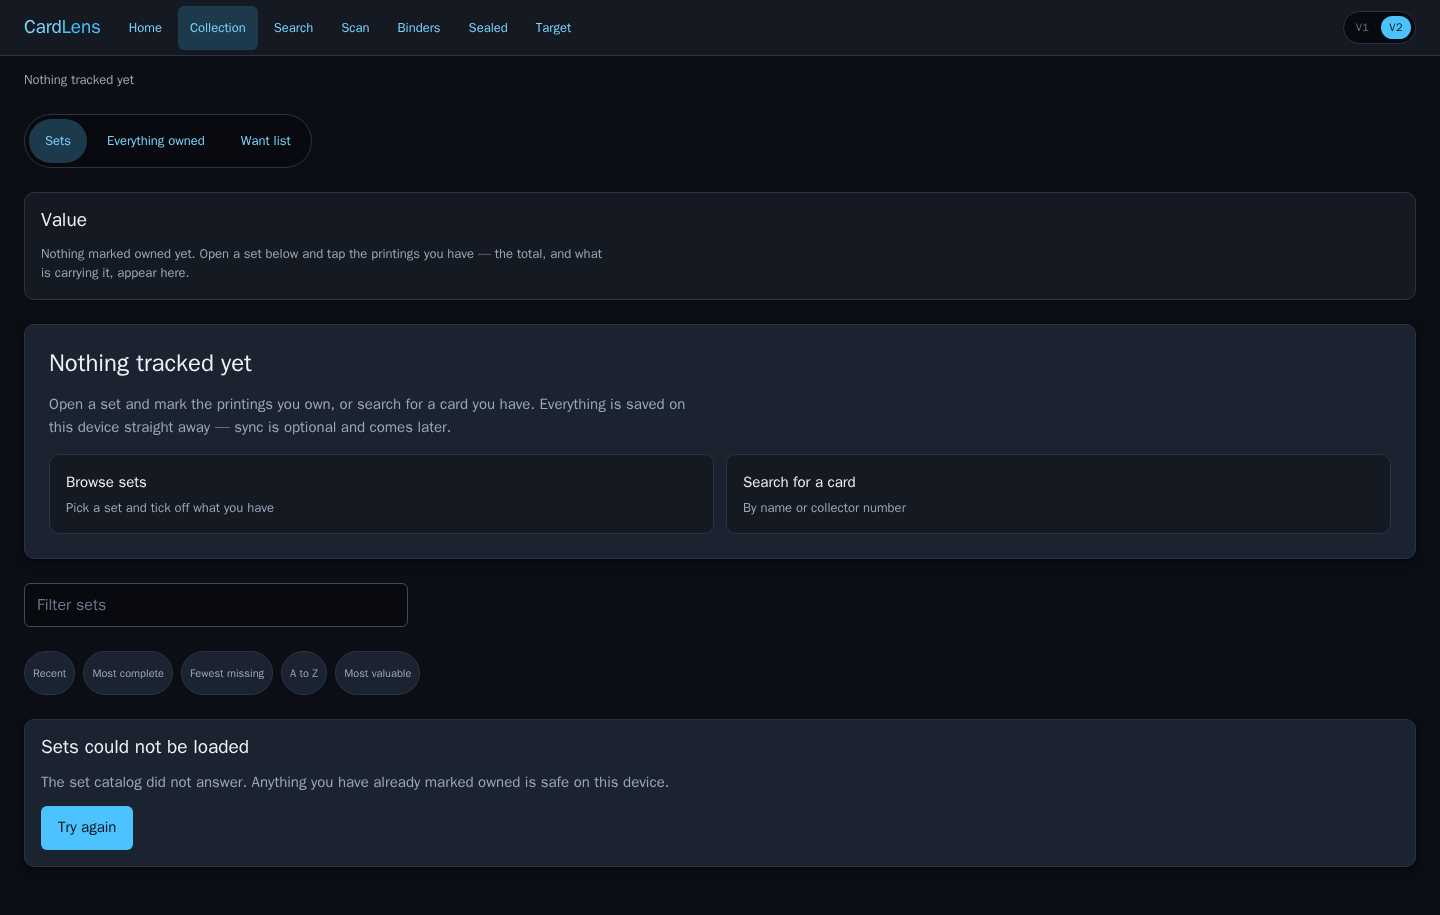 CardLens Home Collection Search Scan Binders Sealed Target V1 V2
Nothing tracked yet
Sets Everything owned Want list
Value
Nothing marked owned yet. Open a set below and tap the printings you have — the total, and what
is carrying it, appear here.
Nothing tracked yet
Open a set and mark the printings you own, or search for a card you have. Everything is saved on
this device straight away — sync is optional and comes later.
Browse sets
Pick a set and tick off what you have
Search for a card
By name or collector number
Filter sets
Recent Most complete Fewest missing A to Z Most valuable
Sets could not be loaded
The set catalog did not answer. Anything you have already marked owned is safe on this device.
Try again